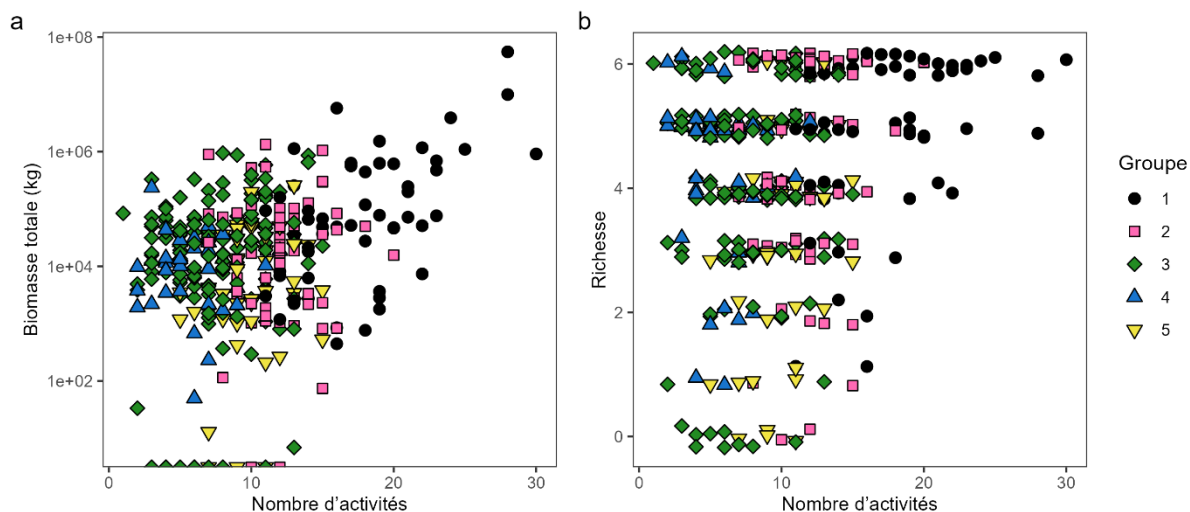 a
1e+08
1e+06
1e+04
1e+02
Biomasse totale (kg)
0 10 20 30
Nombre d'activités
b
6
4
2
0
Richesse
0 10 20 30
Nombre d'activités
Groupe
1
2
3
4
5